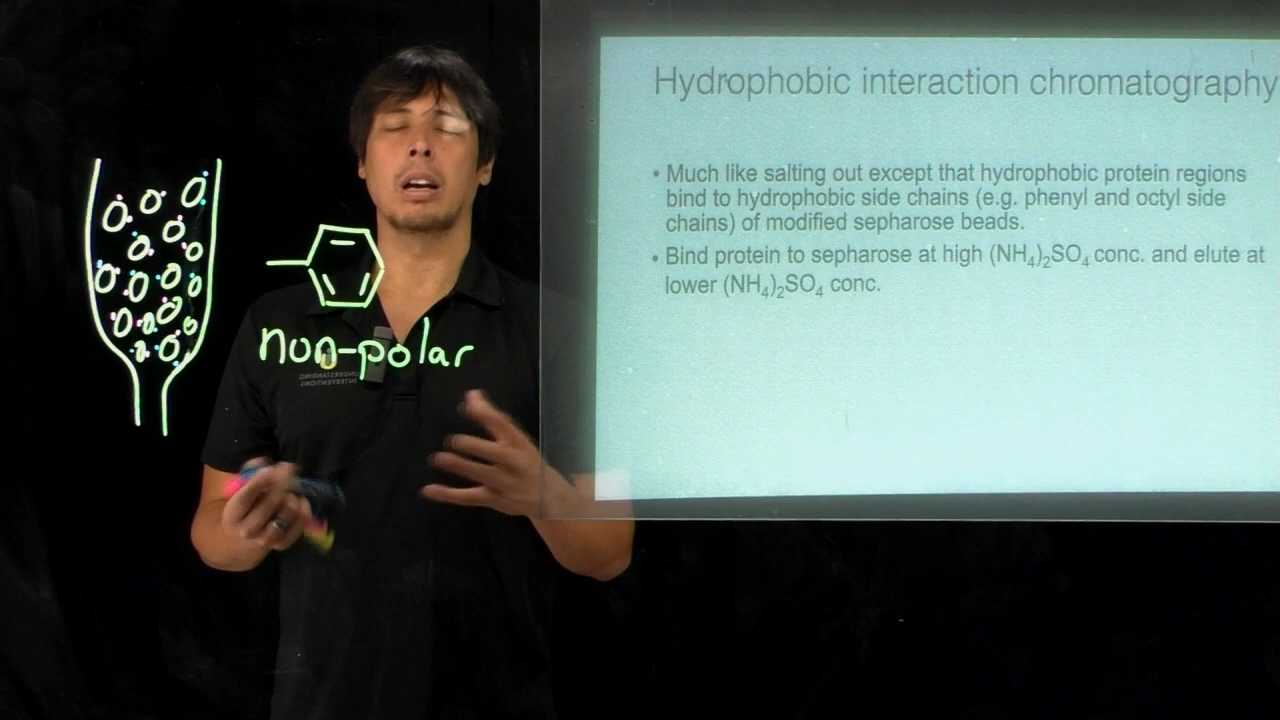 Hydrophobic interaction chromatography
• Much like salting out except that hydrophobic protein regions
bind to hydrophobic side chains (e.g. phenyl and octyl side
chains) of modified sepharose beads.
• Bind protein to sepharose at high (NH₄)₂SO₄ conc. and elute at
lower (NH₄)₂SO₄ conc.
non-polar
UNDERSTANDING
INTERVENTIONS